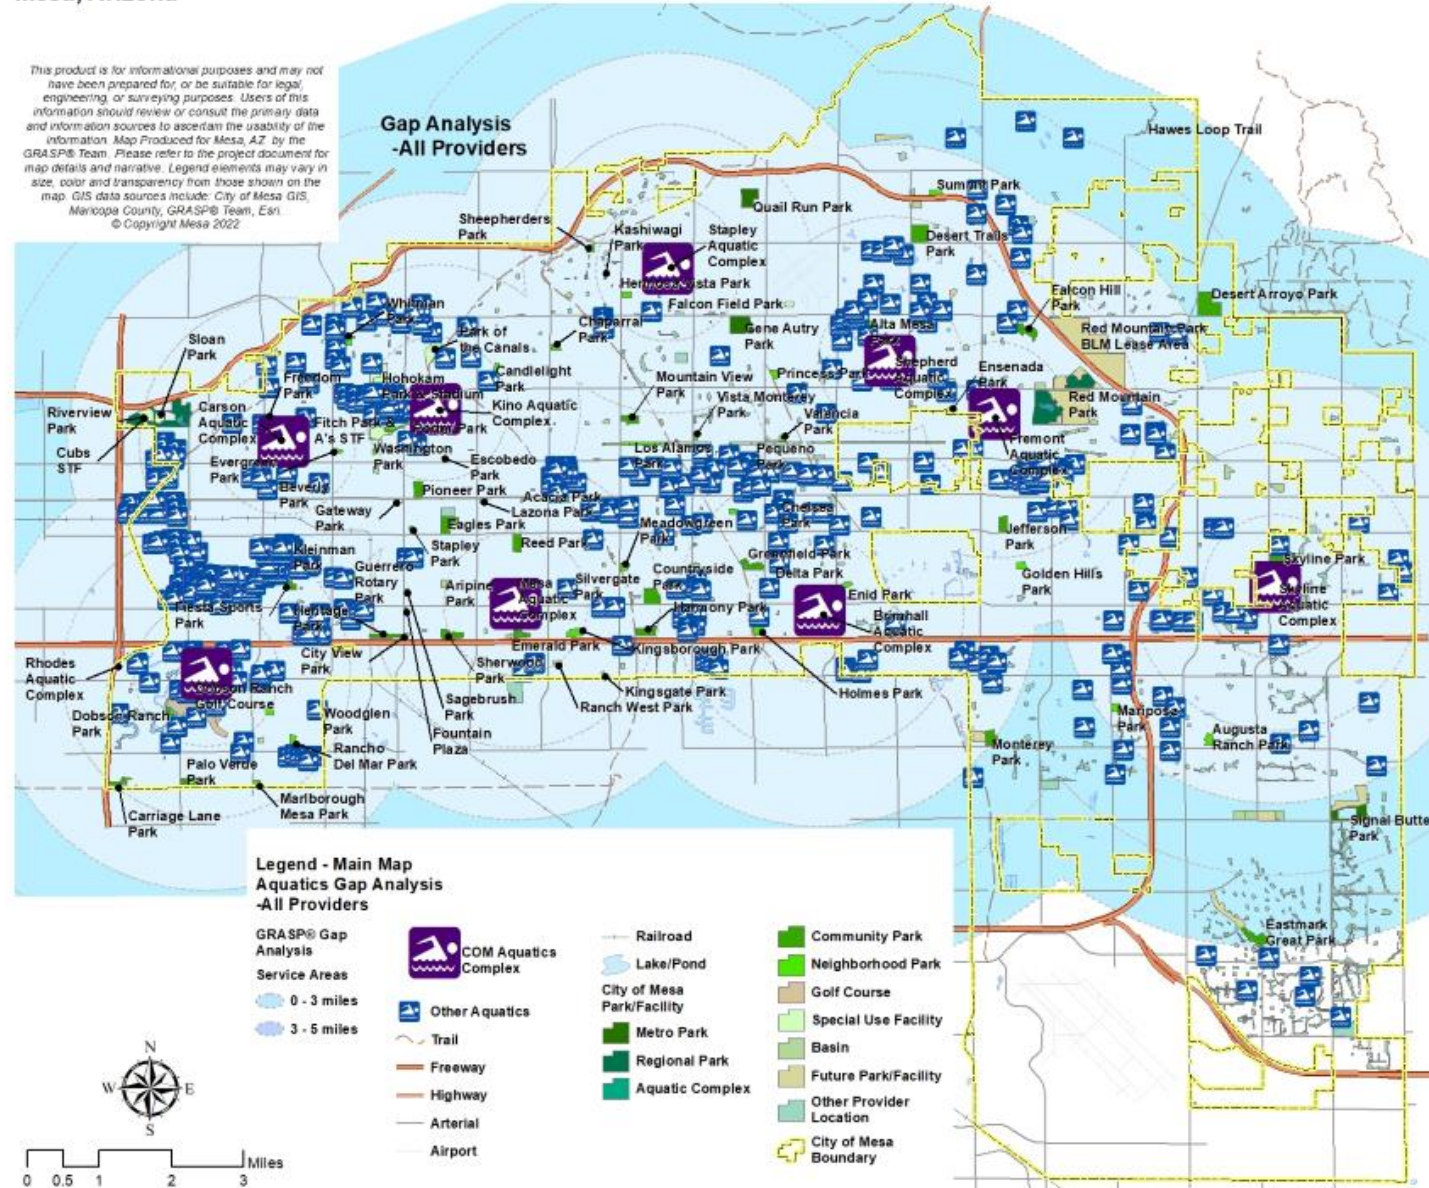 This product is for informational purposes and may not
have been prepared for, or be suitable for legal,
engineering, or surveying purposes. Users of this
information should review or consult the primary data
and information sources to ascertain the usability of the
information. Map Produced for Mesa, AZ by the
GRASP® Team. Please refer to the project document for
map details and narrative. Legend elements may vary in
size, color and transparency from those shown on the
map. GIS data sources include: City of Mesa GIS,
Maricopa County, GRASP® Team, Esri.
© Copyright Mesa 2022
Gap Analysis
-All Providers
Hawes Loop Trail
Summit Park
Quail Run Park
Sheepherders
Park
Kashiwagi
Park
Stapley
Aquatic
Complex
Desert Trails
Park
Hermosa Vista Park
Falcon Field Park
Falcon Hill
Park
Desert Arroyo Park
Whitman
Park
Park of
the Canals
Chaparral
Park
Gene Autry
Park
Alta Mesa
Park
Red Mountain Park
BLM Lease Area
Sloan
Park
Freedom
Park
Hohokam
Park & Stadium
Candlelight
Park
Mountain View
Park
Princess Park
Shepherd
Aquatic
Complex
Ensenada
Park
Red Mountain
Park
Riverview
Park
Carson
Aquatic
Complex
Fitch Park &
A's STF
Kino Aquatic
Complex
Vista Monterey
Park
Valencia
Park
Fremont
Aquatic
Complex
Cubs
STF
Evergreen
Park
Washington
Park
Escobedo
Park
Los Alamos
Park
Pequeno
Park
Beverly
Park
Pioneer Park
Gateway
Park
Acacia Park
Lazona Park
Eagles Park
Meadowgreen
Park
Chelsea
Park
Jefferson
Park
Kleinman
Park
Stapley
Park
Reed Park
Greenfield Park
Skyline Park
Guerrero
Rotary
Park
Aripine
Park
Mesa
Aquatic
Complex
Silvergate
Park
Countryside
Park
Delta Park
Golden Hills
Enid Park
Fiesta Sports
Park
Heritage
Park
Harmony Park
Brimhall
Aquatic
Complex
Skyline
Aquatic
Complex
City View
Park
Sherwood
Park
Emerald Park
Kingsborough Park
Rhodes
Aquatic
Complex
Dobson Ranch
Golf Course
Sagebrush
Park
Kingsgate Park
Ranch West Park
Holmes Park
Dobson Ranch
Park
Woodglen
Park
Fountain
Plaza
Mariposa
Park
Augusta
Ranch Park
Monterey
Park
Palo Verde
Park
Rancho
Del Mar Park
Carriage Lane
Park
Marlborough
Mesa Park
Signal Butte
Park
Eastmark
Great Park
Legend - Main Map
Aquatics Gap Analysis
-All Providers
GRASP® Gap
Analysis
Service Areas
0 - 3 miles
3 - 5 miles
COM Aquatics
Complex
Other Aquatics
Trail
Freeway
Highway
Arterial
Airport
Railroad
Lake/Pond
City of Mesa
Park/Facility
Metro Park
Regional Park
Aquatic Complex
Community Park
Neighborhood Park
Golf Course
Special Use Facility
Basin
Future Park/Facility
Other Provider
Location
City of Mesa
Boundary
N
W E
S
Miles
0 0.5 1 2 3